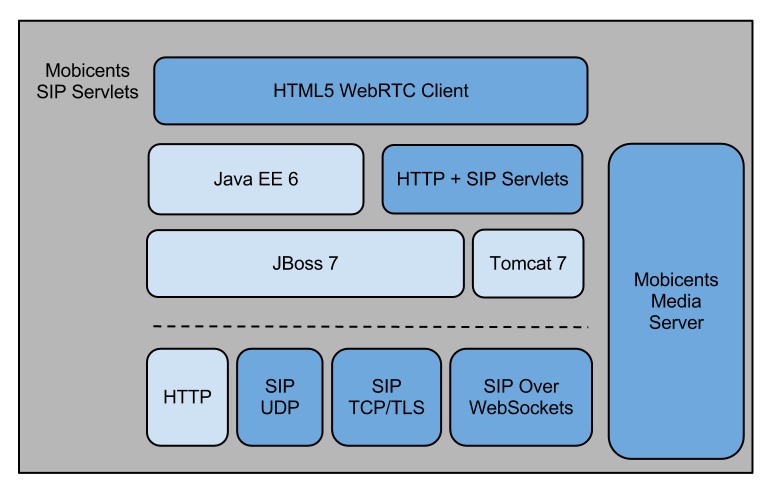 Mobicents
SIP Servlets
HTML5 WebRTC Client
Java EE 6
HTTP + SIP Servlets
JBoss 7
Tomcat 7
Mobicents
Media
Server
HTTP
SIP
UDP
SIP
TCP/TLS
SIP Over
WebSockets